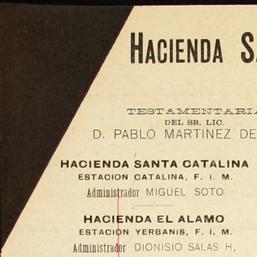 HACIENDA
TESTAMENTARIA
DEL SR. LIC.
D. PABLO MARTINEZ DE
HACIENDA SANTA CATALINA
ESTACION CATALINA, F. I. M.
Administrador MIGUEL SOTO
HACIENDA EL ALAMO
ESTACION YERBANIS, F. I. M.
Administrador DIONISIO SALAS H,